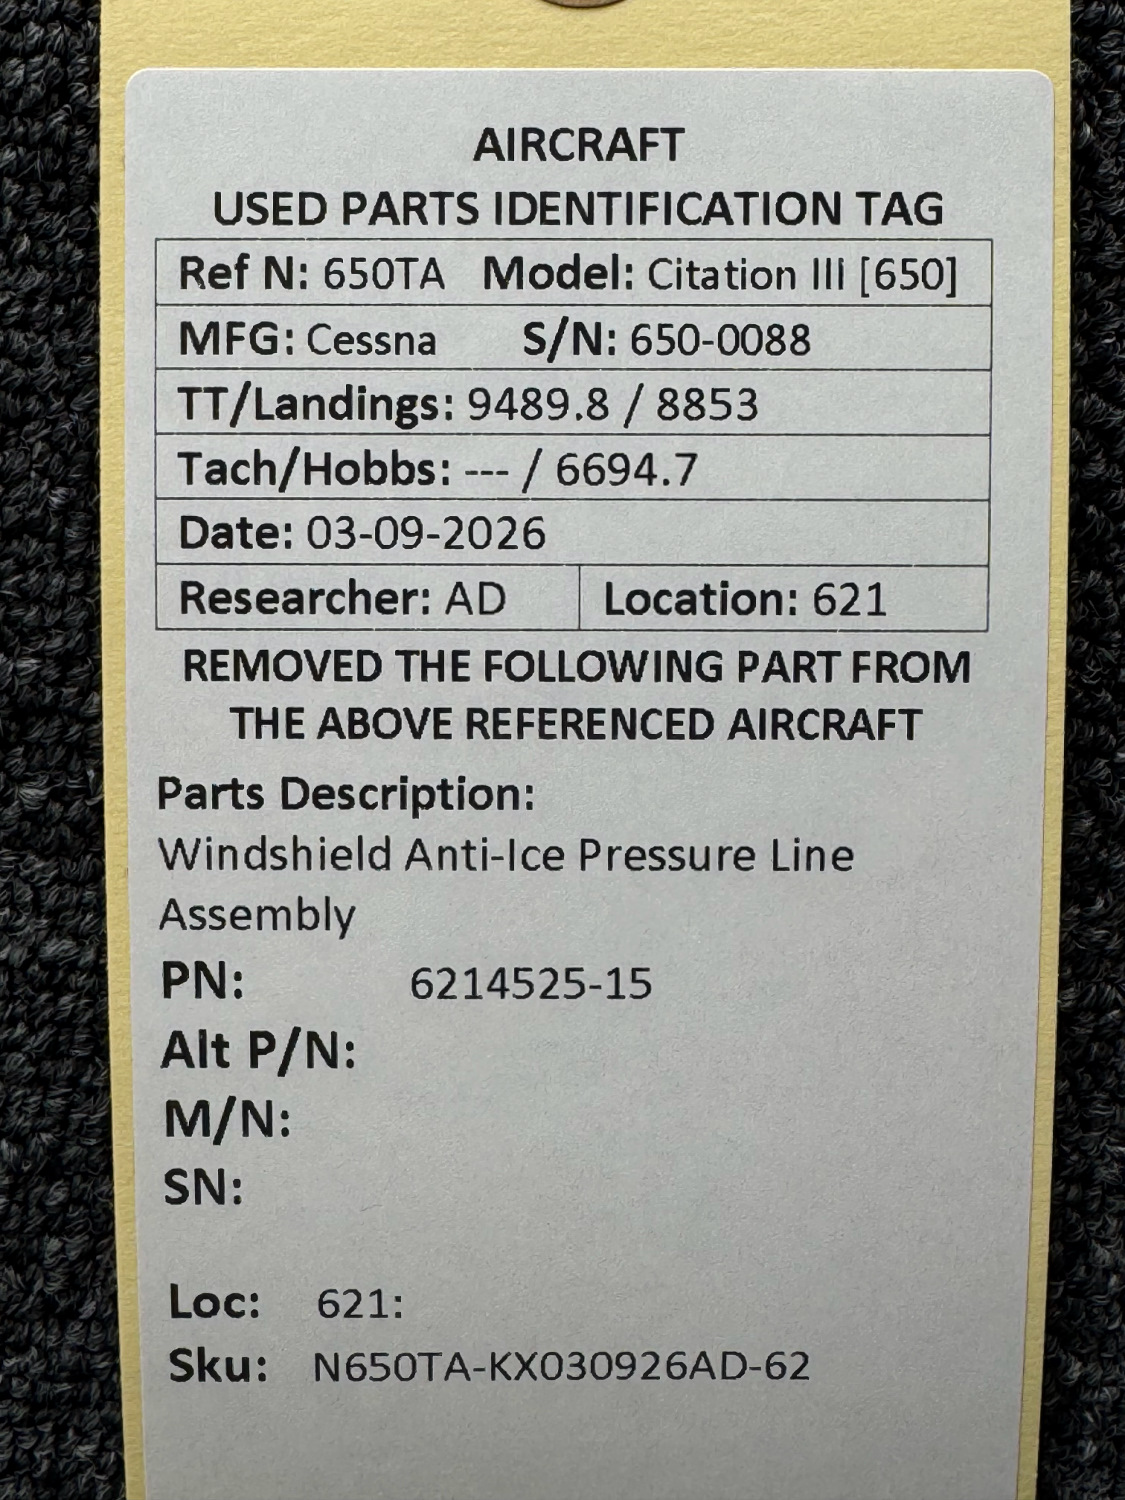 AIRCRAFT
USED PARTS IDENTIFICATION TAG
Ref N: 650TA Model: Citation III [650]
MFG: Cessna S/N: 650-0088
TT/Landings: 9489.8 / 8853
Tach/Hobbs: --- / 6694.7
Date: 03-09-2026
Researcher: AD Location: 621
REMOVED THE FOLLOWING PART FROM
THE ABOVE REFERENCED AIRCRAFT
Parts Description:
Windshield Anti-Ice Pressure Line
Assembly
PN: 6214525-15
Alt P/N:
M/N:
SN:
Loc: 621:
Sku: N650TA-KX030926AD-62